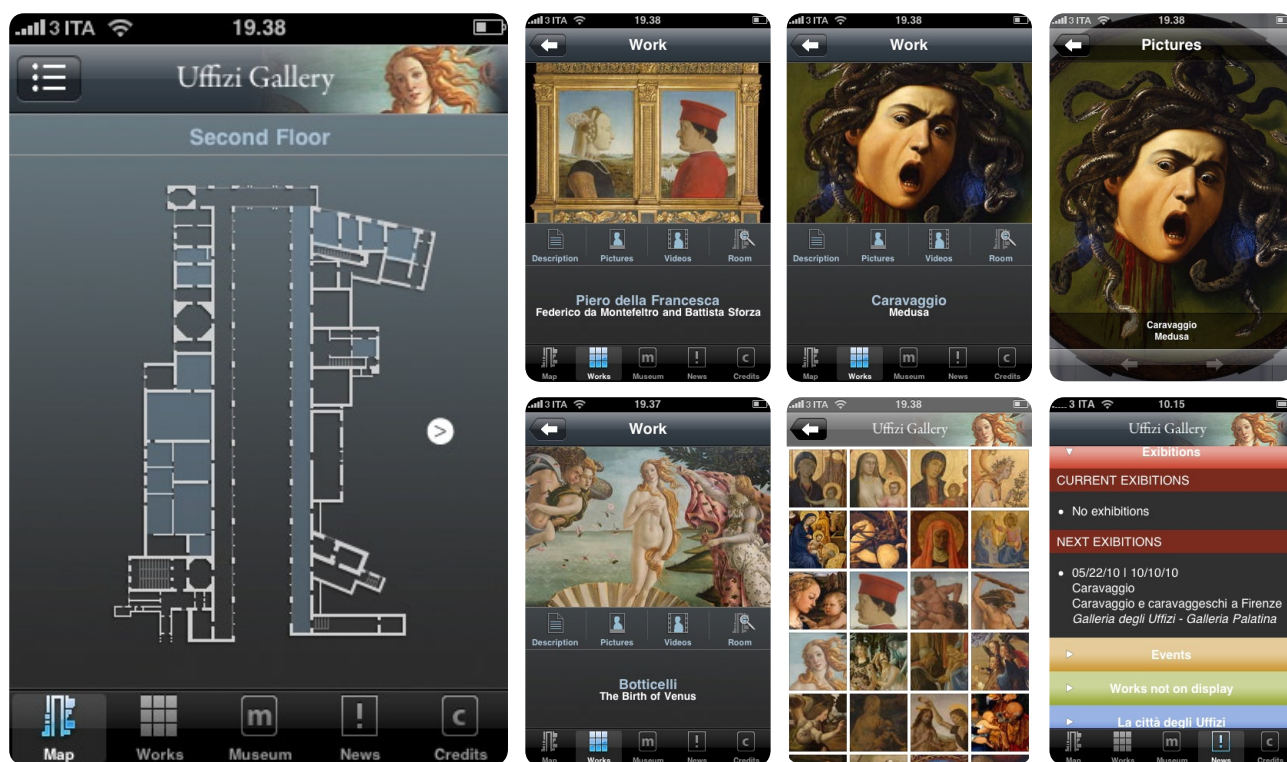 3 ITA 19.38
Uffizi Gallery
Second Floor
>
Map Works m Museum ! News c Credits
3 ITA 19.38
Work
Description Pictures Videos Room
Piero della Francesca
Federico da Montefeltro and Battista Sforza
Map Works m Museum ! News c Credits
3 ITA 19.38
Work
Description Pictures Videos Room
Caravaggio
Medusa
Map Works m Museum ! News c Credits
3 ITA 19.38
Pictures
Caravaggio
Medusa
3 ITA 19.37
Work
Description Pictures Videos Room
Botticelli
The Birth of Venus
Map Works m Museum ! News c Credits
3 ITA 19.38
Uffizi Gallery
3 ITA 10.15
Uffizi Gallery
Exibitions
CURRENT EXIBITIONS
• No exhibitions
NEXT EXIBITIONS
• 05/22/10 | 10/10/10
Caravaggio
Caravaggio e caravaggeschi a Firenze
Galleria degli Uffizi - Galleria Palatina
Events
Works not on display
La città degli Uffizi
Map Works m Museum ! News c Credits